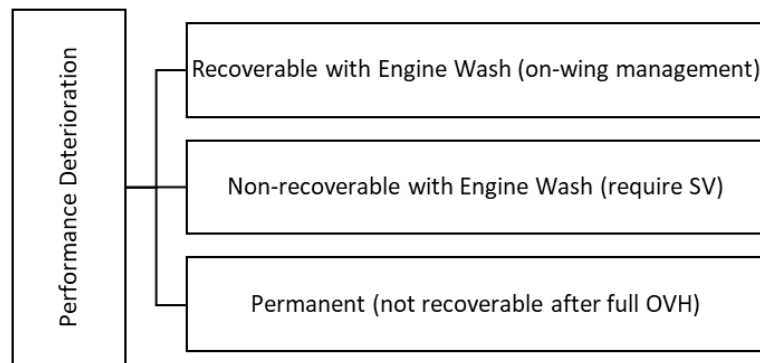 Performance Deterioration
Recoverable with Engine Wash (on-wing management)
Non-recoverable with Engine Wash (require SV)
Permanent (not recoverable after full OVH)